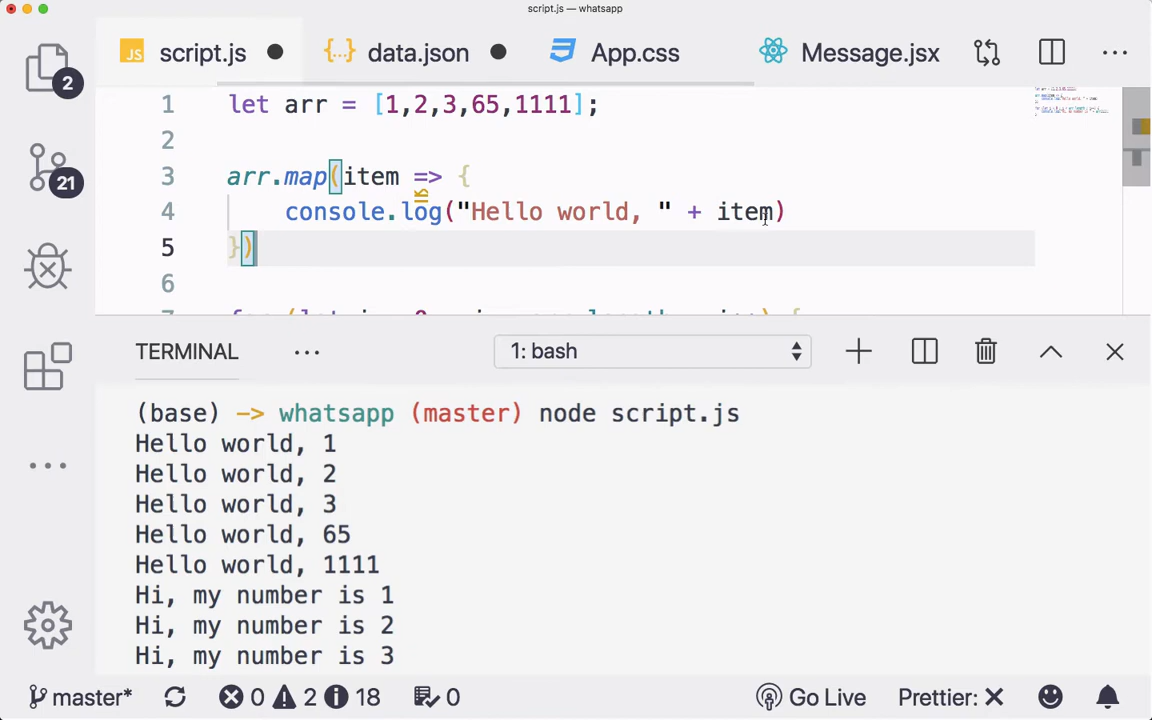 script.js — whatsapp
JS script.js ● {..} data.json ● App.css Message.jsx ...
2
21
1 let arr = [1,2,3,65,1111];
2
3 arr.map(item => {
4 console.log("Hello world, " + item)
5 })
6
TERMINAL ... 1: bash
(base) -> whatsapp (master) node script.js
Hello world, 1
Hello world, 2
Hello world, 3
Hello world, 65
Hello world, 1111
Hi, my number is 1
Hi, my number is 2
Hi, my number is 3
master* 0 2 18 0 Go Live Prettier: ✕